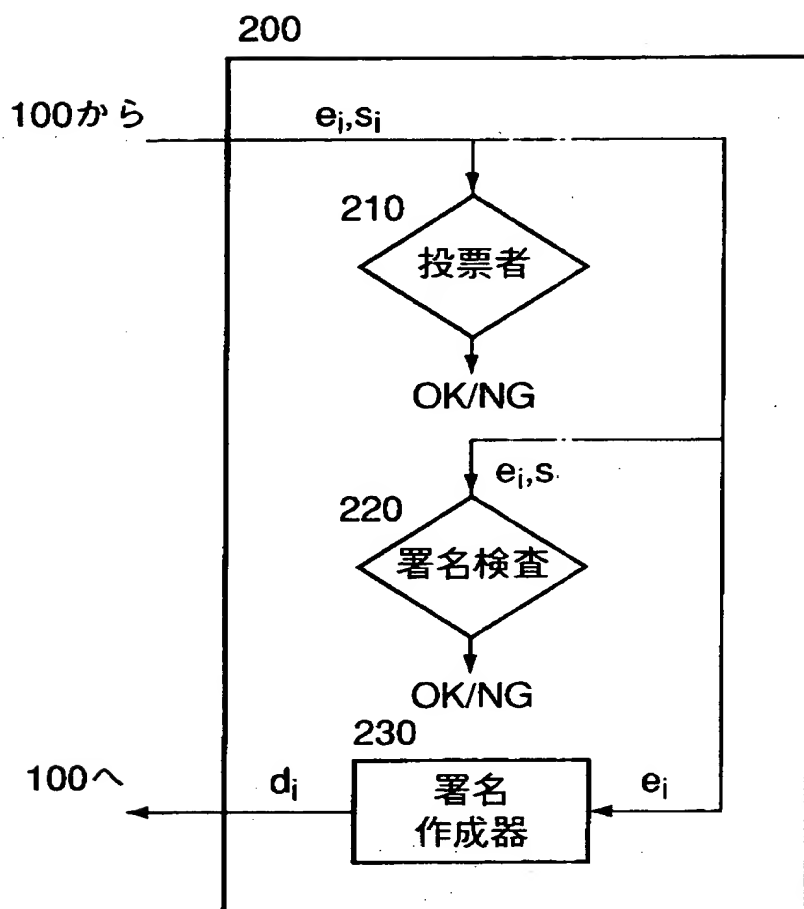 200
100から
eᵢ,sᵢ
210
投票者
OK/NG
eᵢ,s
220
署名検査
OK/NG
230
100へ
dᵢ
署名
作成器
eᵢ